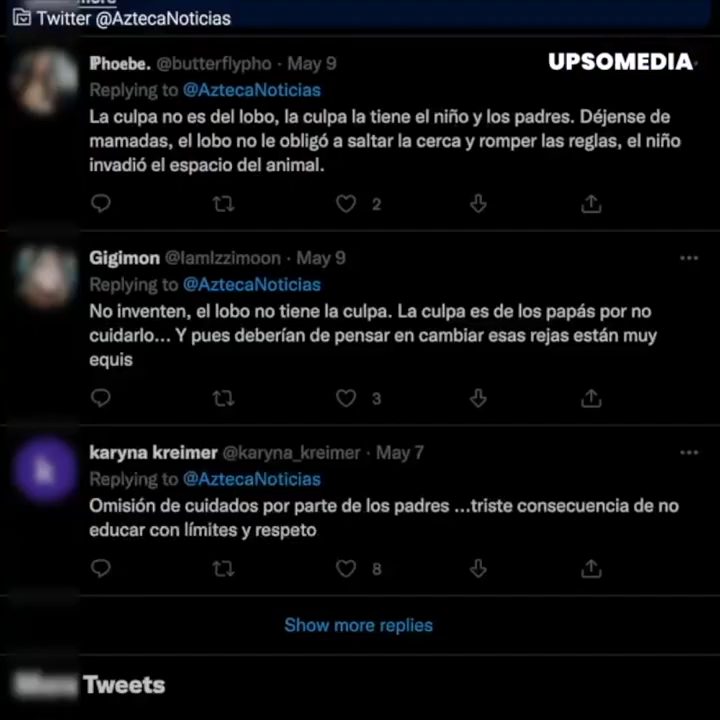 Twitter @AztecaNoticias
UPSOMEDIA
Phoebe. @butterflypho · May 9
Replying to @AztecaNoticias
La culpa no es del lobo, la culpa la tiene el niño y los padres. Déjense de
mamadas, el lobo no le obligó a saltar la cerca y romper las reglas, el niño
invadió el espacio del animal.
2
Gigimon @IamIzzimoon · May 9
Replying to @AztecaNoticias
No inventen, el lobo no tiene la culpa. La culpa es de los papás por no
cuidarlo... Y pues deberían de pensar en cambiar esas rejas están muy
equis
3
k
karyna kreimer @karyna_kreimer · May 7
Replying to @AztecaNoticias
Omisión de cuidados por parte de los padres ...triste consecuencia de no
educar con límites y respeto
8
Show more replies
Tweets